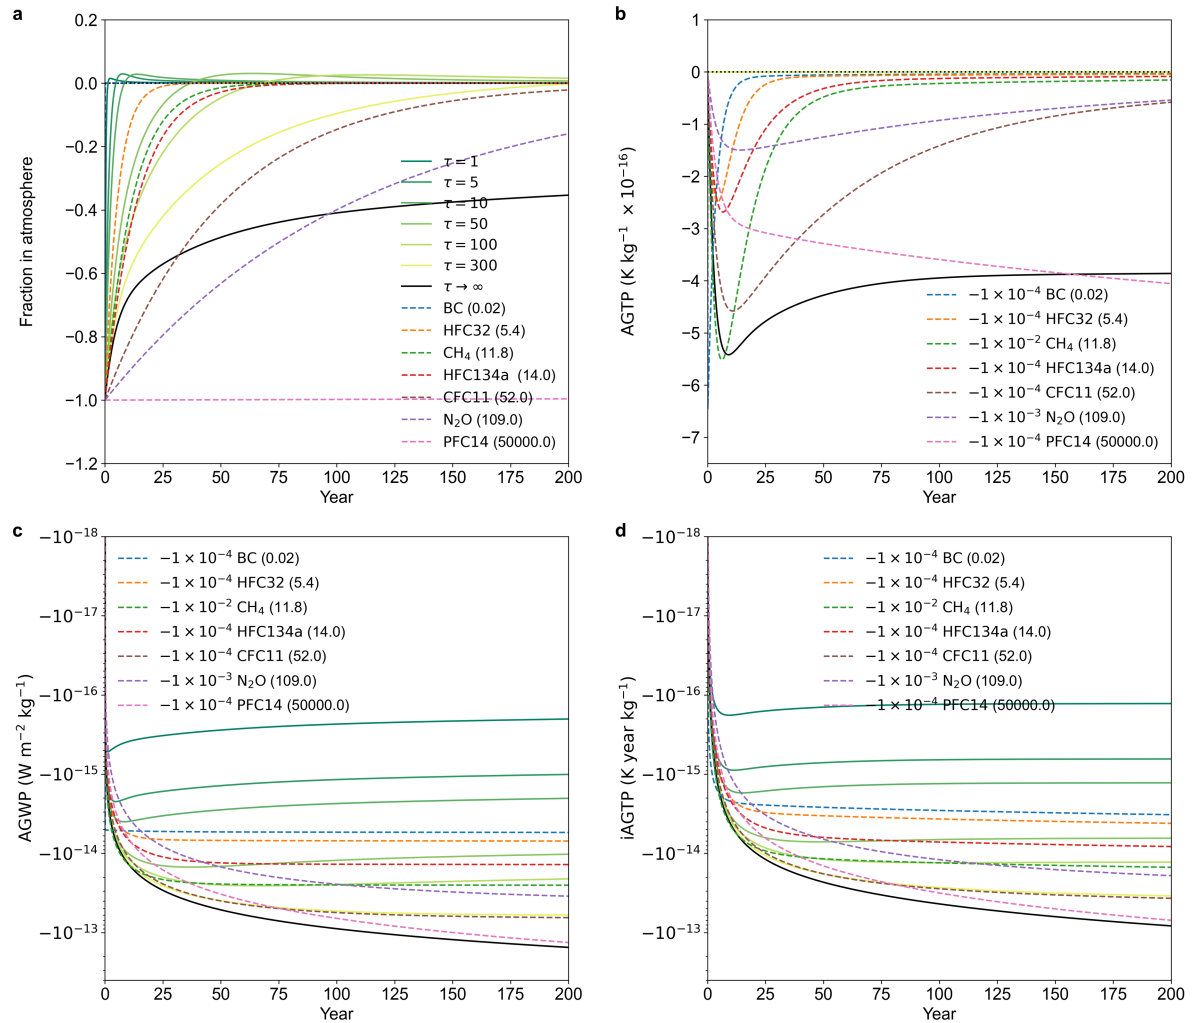 a
0.2
0.0
−0.2
−0.4
−0.6
−0.8
−1.0
−1.2
Fraction in atmosphere
0 25 50 75 100 125 150 175 200
Year
τ = 1
τ = 5
τ = 10
τ = 50
τ = 100
τ = 300
τ → ∞
BC (0.02)
HFC32 (5.4)
CH₄ (11.8)
HFC134a (14.0)
CFC11 (52.0)
N₂O (109.0)
PFC14 (50000.0)
b
1
0
−1
−2
−3
−4
−5
−6
−7
AGTP (K kg⁻¹ × 10⁻¹⁶)
0 25 50 75 100 125 150 175 200
Year
−1 × 10⁻⁴ BC (0.02)
−1 × 10⁻⁴ HFC32 (5.4)
−1 × 10⁻² CH₄ (11.8)
−1 × 10⁻⁴ HFC134a (14.0)
−1 × 10⁻⁴ CFC11 (52.0)
−1 × 10⁻³ N₂O (109.0)
−1 × 10⁻⁴ PFC14 (50000.0)
c
−10⁻¹⁸
−10⁻¹⁷
−10⁻¹⁶
−10⁻¹⁵
−10⁻¹⁴
−10⁻¹³
AGWP (W m⁻² kg⁻¹)
0 25 50 75 100 125 150 175 200
Year
−1 × 10⁻⁴ BC (0.02)
−1 × 10⁻⁴ HFC32 (5.4)
−1 × 10⁻² CH₄ (11.8)
−1 × 10⁻⁴ HFC134a (14.0)
−1 × 10⁻⁴ CFC11 (52.0)
−1 × 10⁻³ N₂O (109.0)
−1 × 10⁻⁴ PFC14 (50000.0)
d
−10⁻¹⁸
−10⁻¹⁷
−10⁻¹⁶
−10⁻¹⁵
−10⁻¹⁴
−10⁻¹³
iAGTP (K year kg⁻¹)
0 25 50 75 100 125 150 175 200
Year
−1 × 10⁻⁴ BC (0.02)
−1 × 10⁻⁴ HFC32 (5.4)
−1 × 10⁻² CH₄ (11.8)
−1 × 10⁻⁴ HFC134a (14.0)
−1 × 10⁻⁴ CFC11 (52.0)
−1 × 10⁻³ N₂O (109.0)
−1 × 10⁻⁴ PFC14 (50000.0)